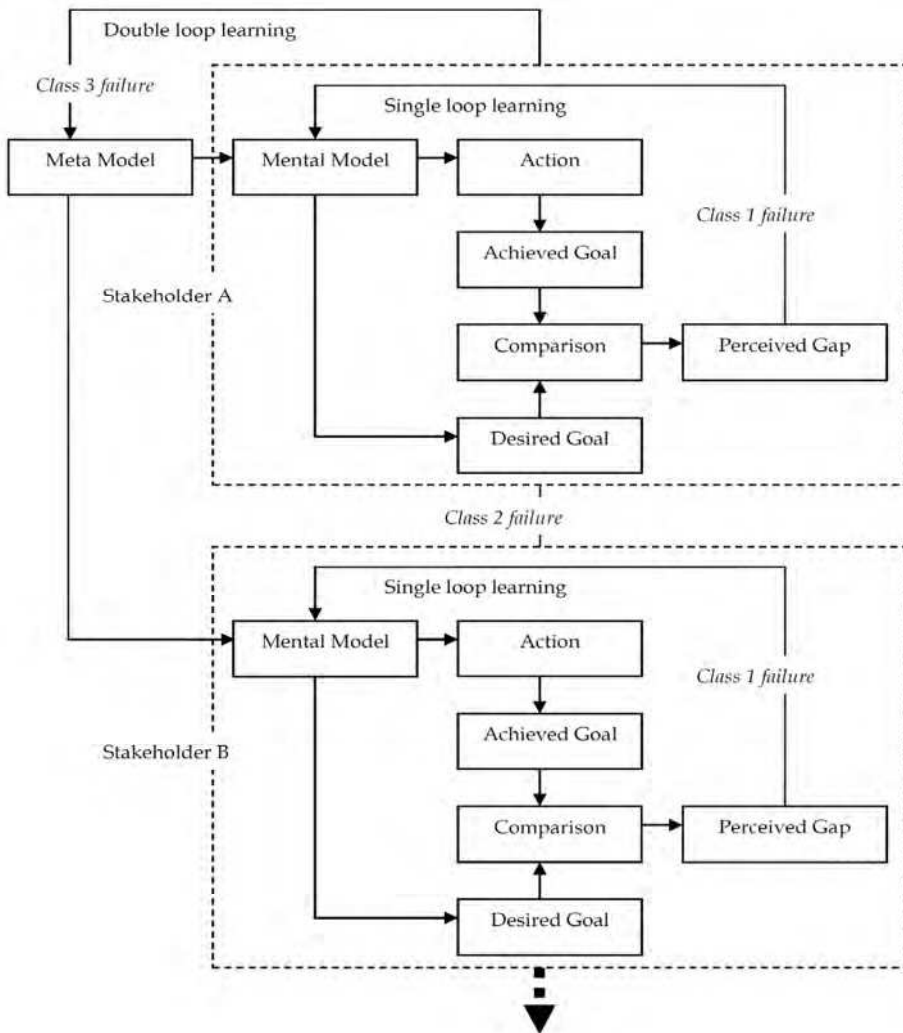 Double loop learning
Class 3 failure
Single loop learning
Meta Model
Mental Model
Action
Class 1 failure
Achieved Goal
Stakeholder A
Comparison
Perceived Gap
Desired Goal
Class 2 failure
Single loop learning
Mental Model
Action
Class 1 failure
Achieved Goal
Stakeholder B
Comparison
Perceived Gap
Desired Goal